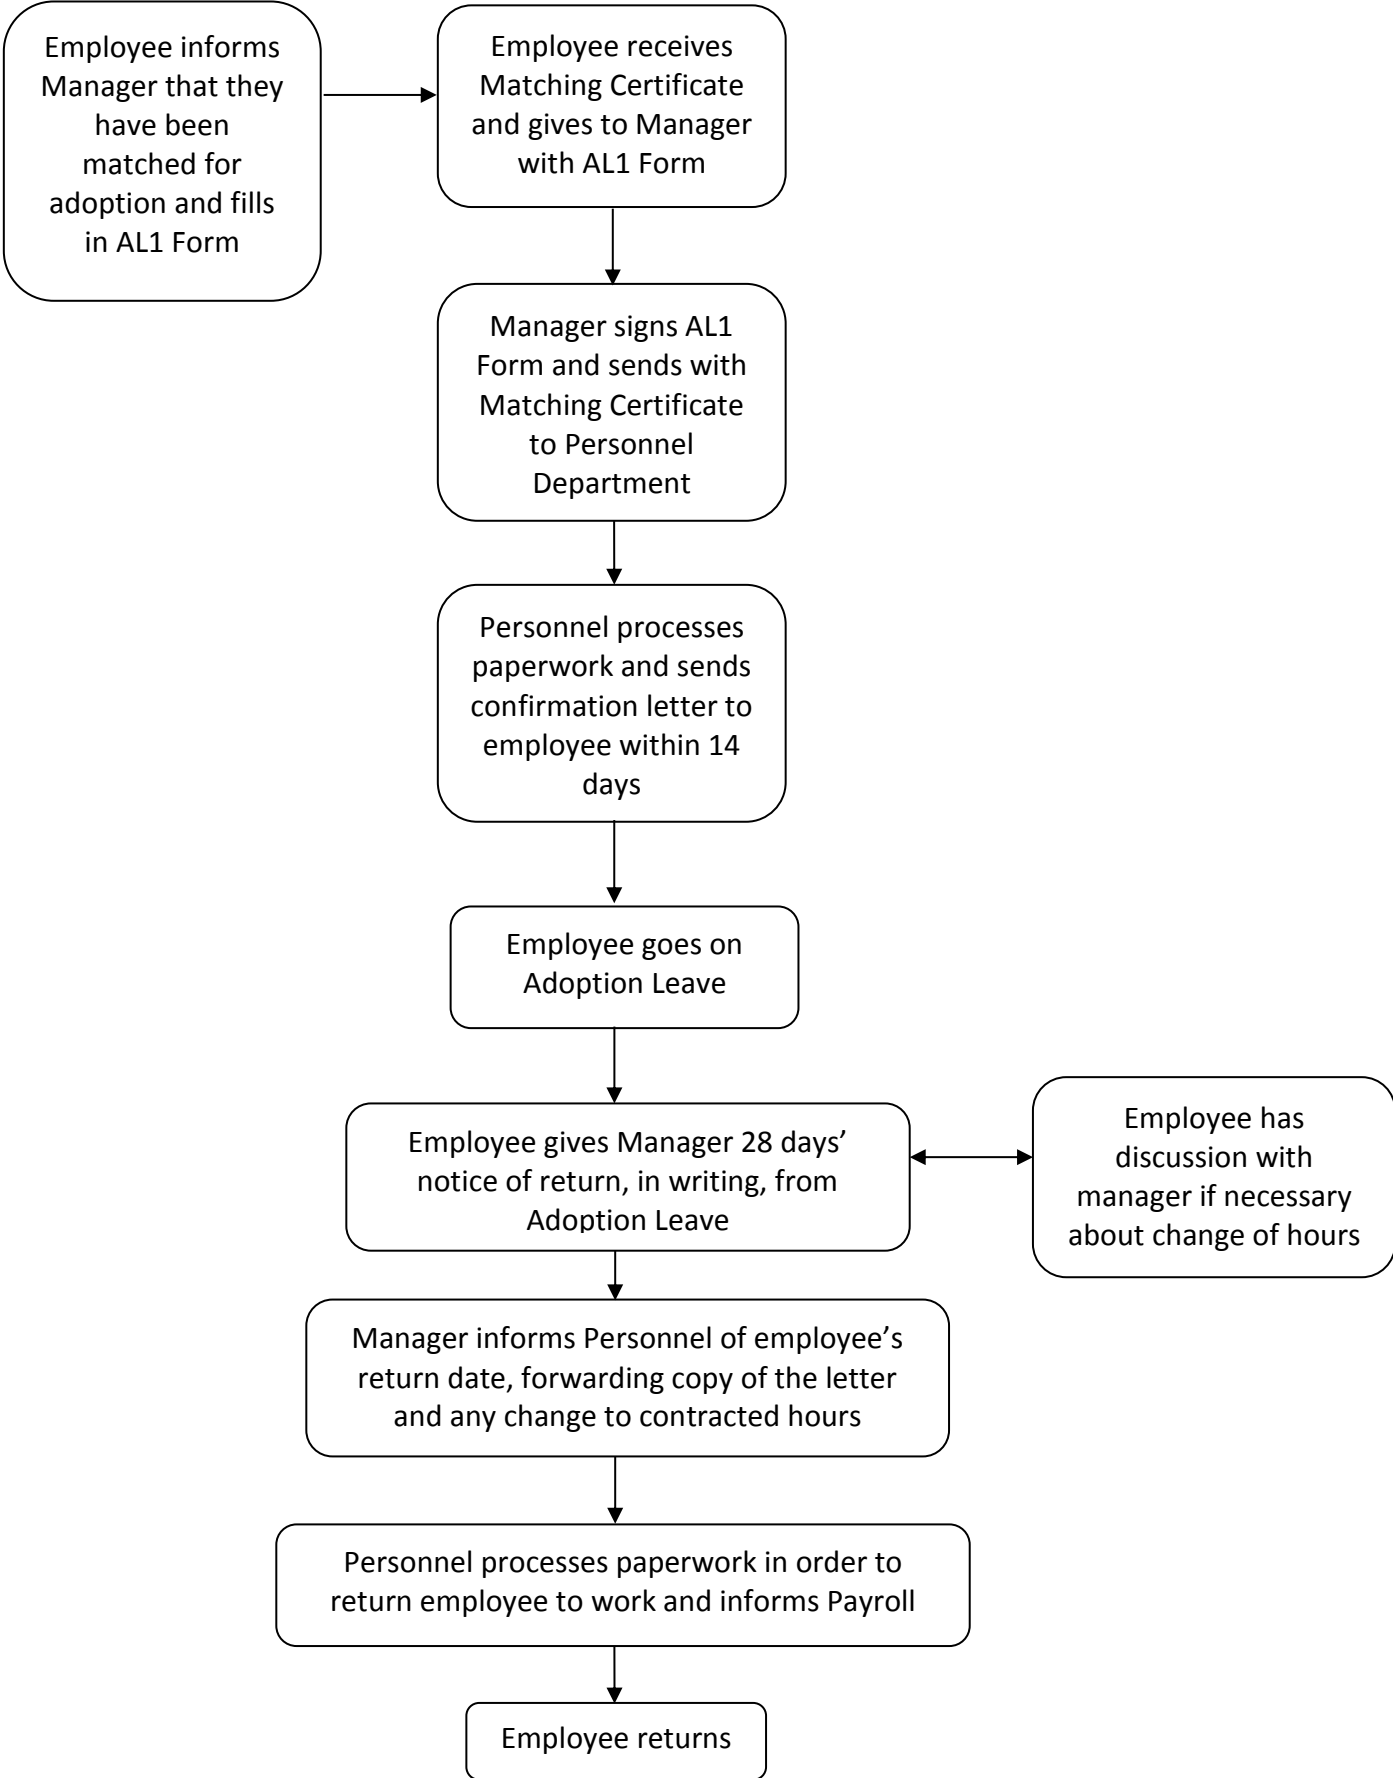 Employee informs
Manager that they
have been
matched for
adoption and fills
in AL1 Form
Employee receives
Matching Certificate
and gives to Manager
with AL1 Form
Manager signs AL1
Form and sends with
Matching Certificate
to Personnel
Department
Personnel processes
paperwork and sends
confirmation letter to
employee within 14
days
Employee goes on
Adoption Leave
Employee gives Manager 28 days’
notice of return, in writing, from
Adoption Leave
Employee has
discussion with
manager if necessary
about change of hours
Manager informs Personnel of employee’s
return date, forwarding copy of the letter
and any change to contracted hours
Personnel processes paperwork in order to
return employee to work and informs Payroll
Employee returns